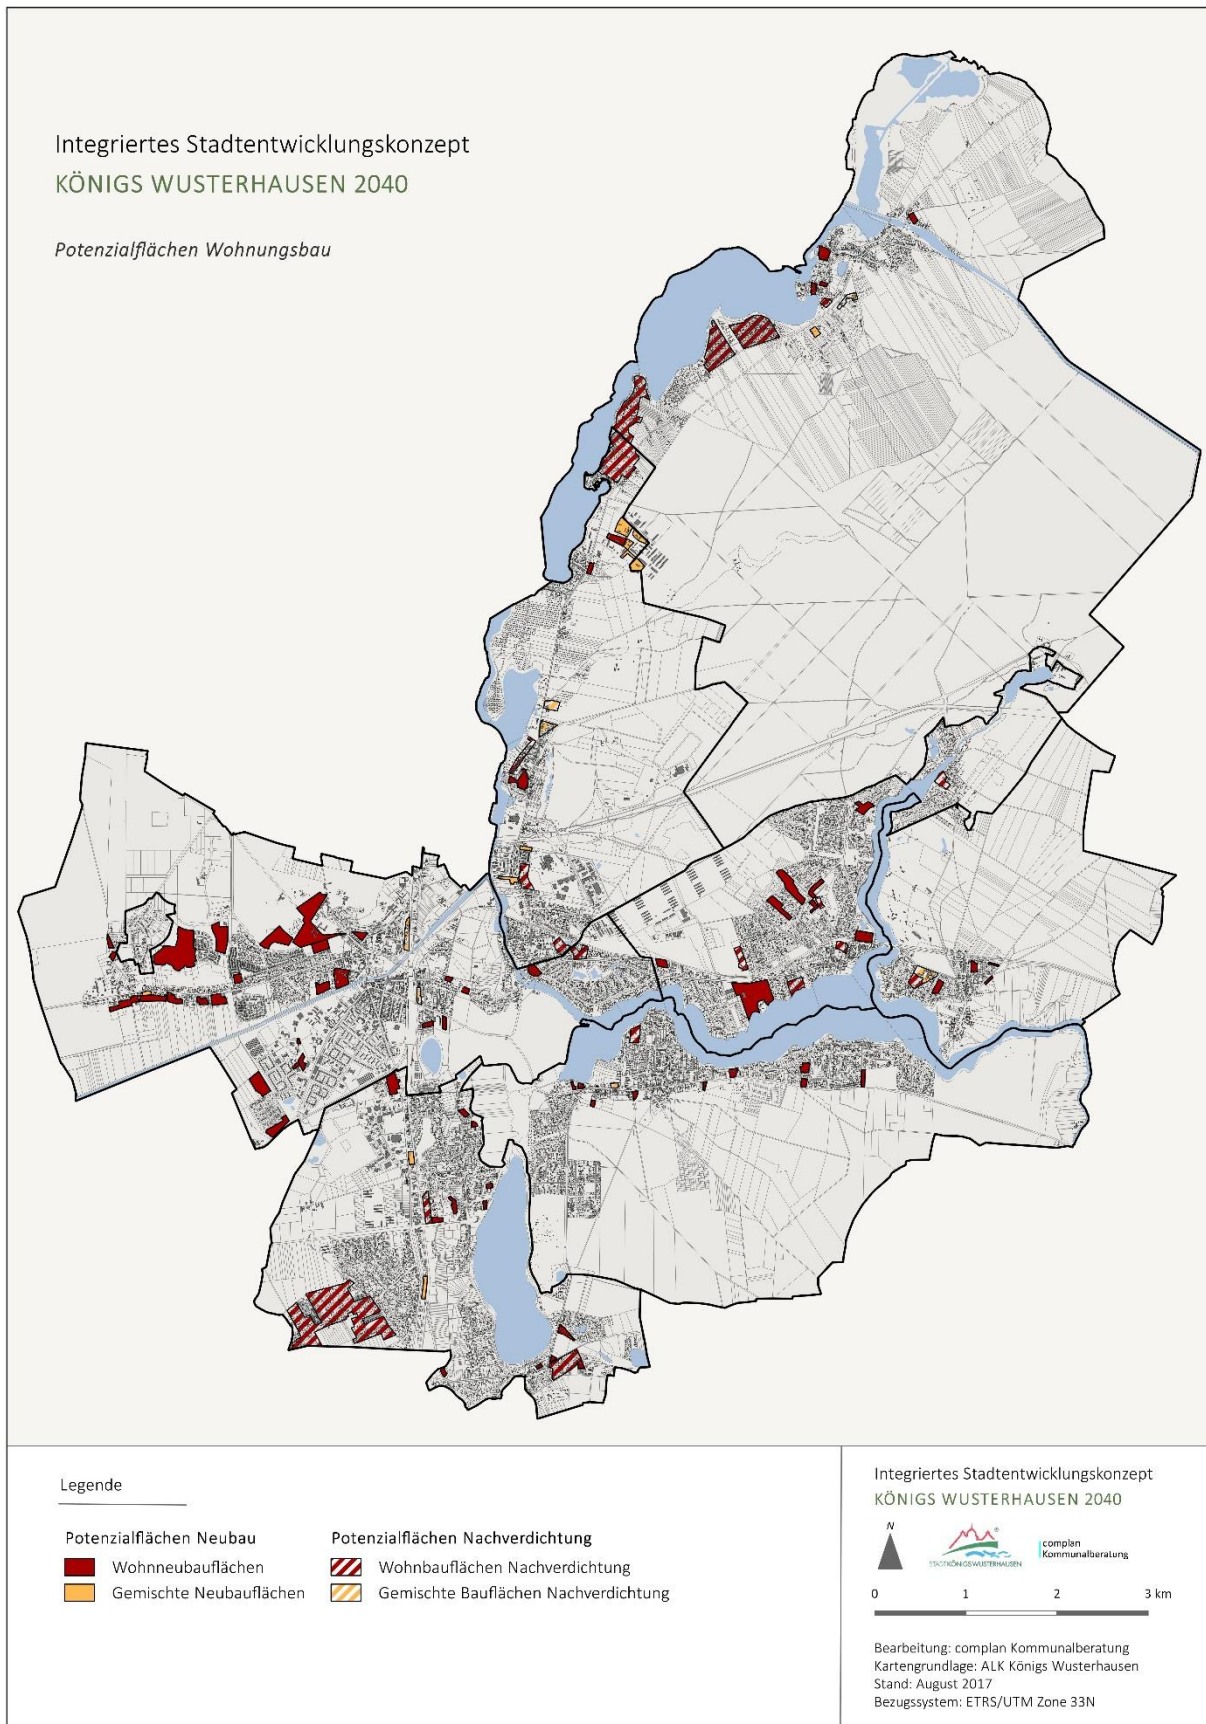 Integriertes Stadtentwicklungskonzept
KÖNIGS WUSTERHAUSEN 2040
Potenzialflächen Wohnungsbau
Legende
Potenzialflächen Neubau
Wohnneubauflächen
Gemischte Neubauflächen
Potenzialflächen Nachverdichtung
Wohnbauflächen Nachverdichtung
Gemischte Bauflächen Nachverdichtung
Integriertes Stadtentwicklungskonzept
KÖNIGS WUSTERHAUSEN 2040
N
STADTKÖNIGSWUSTERHAUSEN
complan
Kommunalberatung
0 1 2 3 km
Bearbeitung: complan Kommunalberatung
Kartengrundlage: ALK Königs Wusterhausen
Stand: August 2017
Bezugssystem: ETRS/UTM Zone 33N